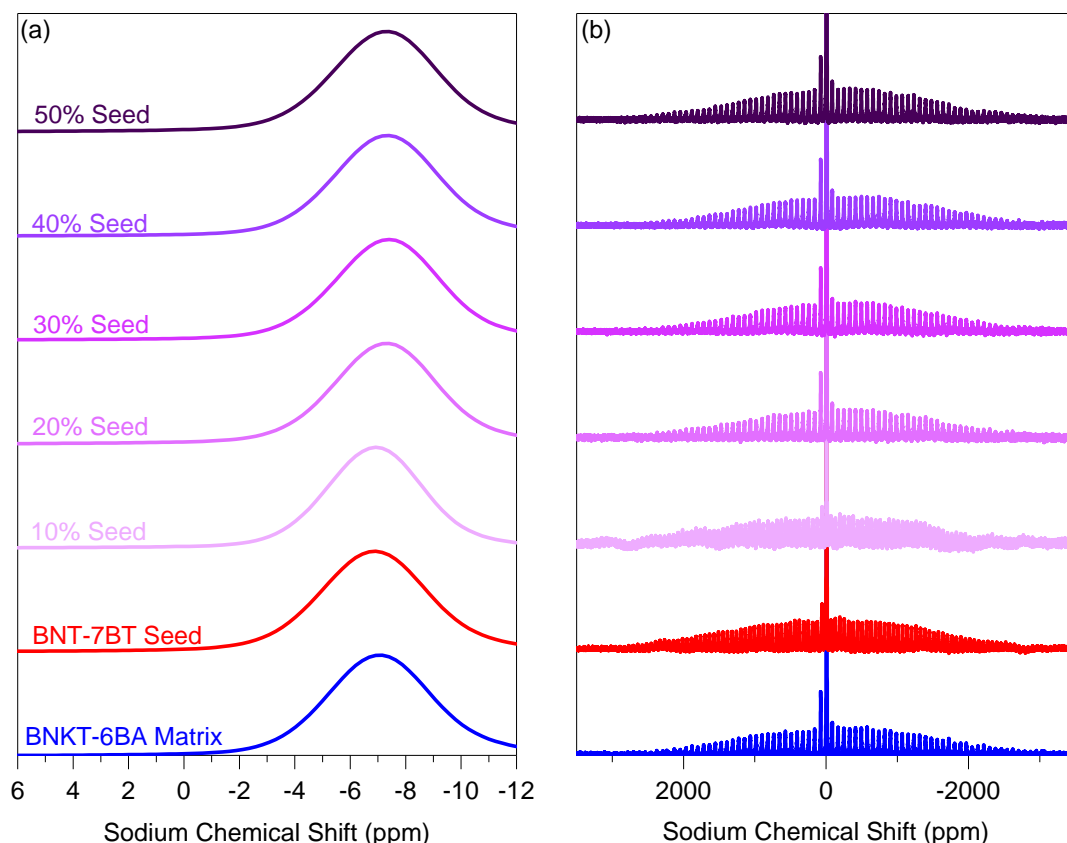 (a)
50% Seed
40% Seed
30% Seed
20% Seed
10% Seed
BNT-7BT Seed
BNKT-6BA Matrix
6 4 2 0 -2 -4 -6 -8 -10 -12
Sodium Chemical Shift (ppm)
(b)
2000 0 -2000
Sodium Chemical Shift (ppm)